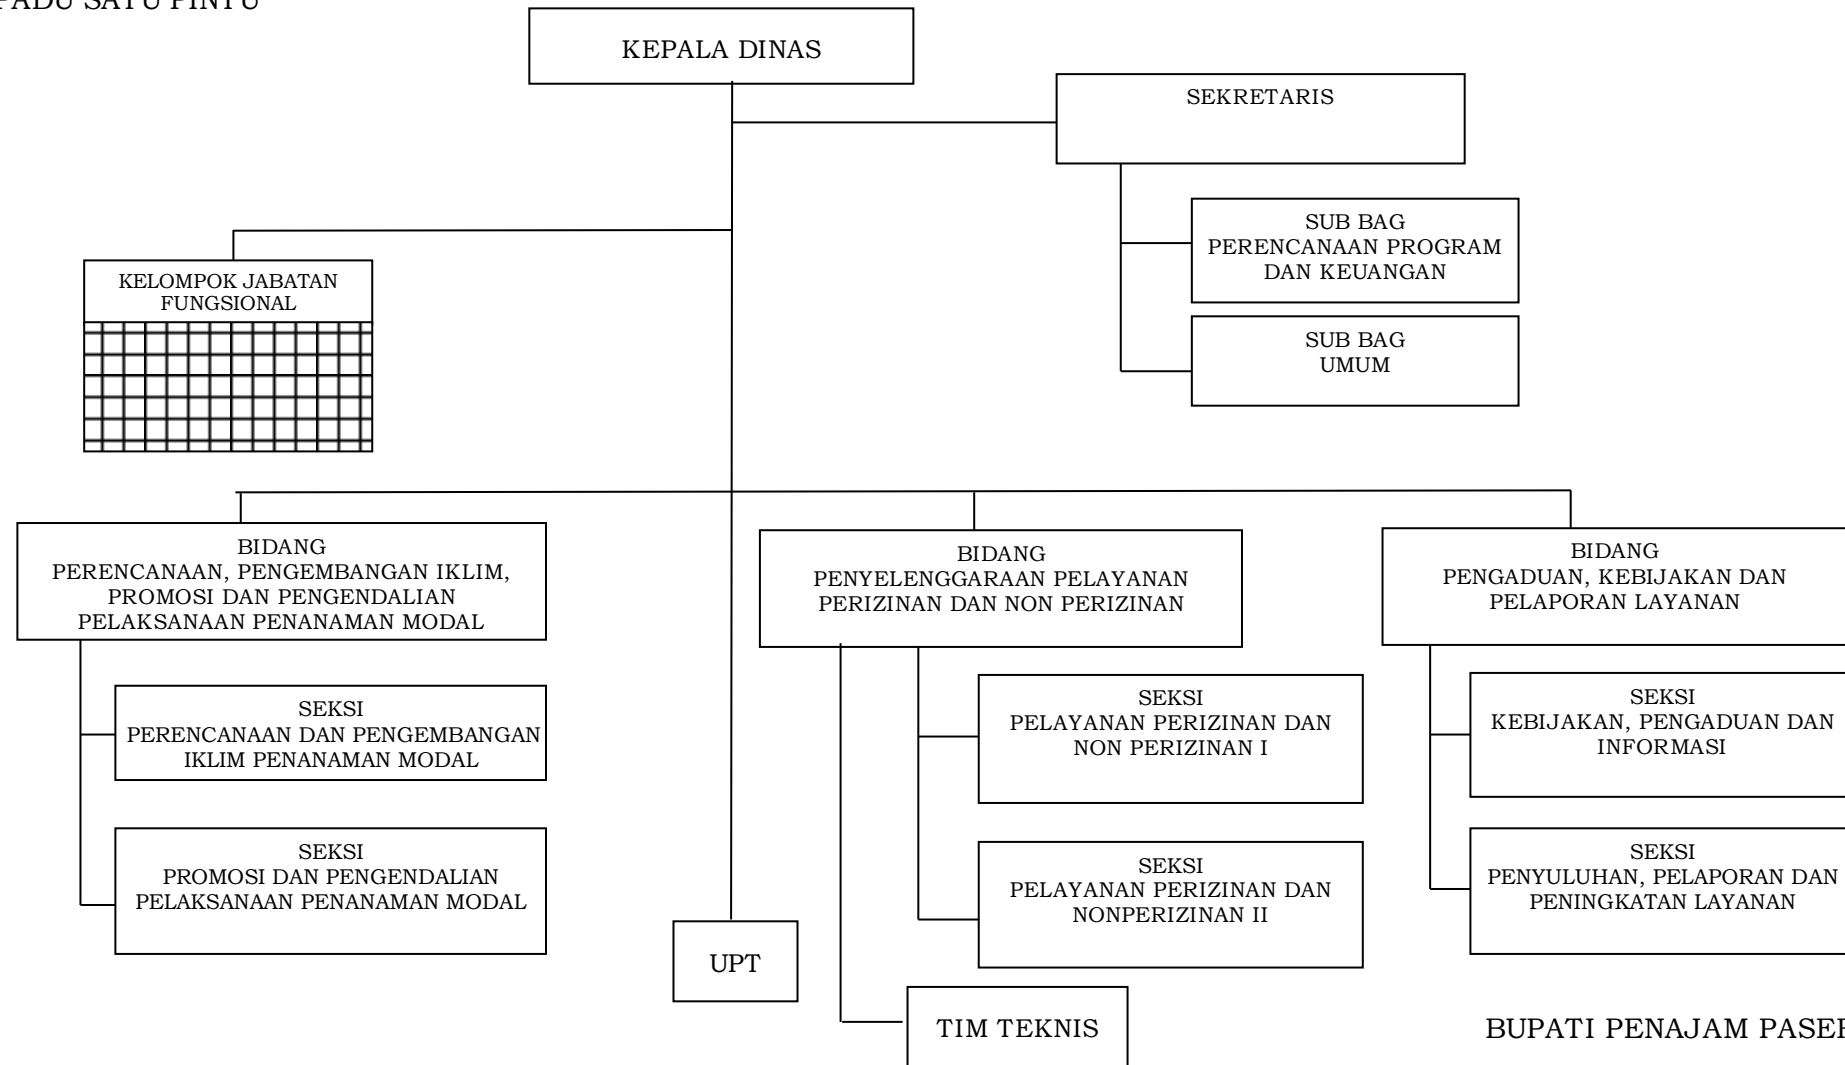 SATU PINTU
KEPALA DINAS
SEKRETARIS
SUB BAG
PERENCANAAN PROGRAM
DAN KEUANGAN
SUB BAG
UMUM
KELOMPOK JABATAN
FUNGSIONAL
BIDANG
PERENCANAAN, PENGEMBANGAN IKLIM,
PROMOSI DAN PENGENDALIAN
PELAKSANAAN PENANAMAN MODAL
SEKSI
PERENCANAAN DAN PENGEMBANGAN
IKLIM PENANAMAN MODAL
SEKSI
PROMOSI DAN PENGENDALIAN
PELAKSANAAN PENANAMAN MODAL
UPT
BIDANG
PENYELENGGARAAN PELAYANAN
PERIZINAN DAN NON PERIZINAN
SEKSI
PELAYANAN PERIZINAN DAN
NON PERIZINAN I
SEKSI
PELAYANAN PERIZINAN DAN
NONPERIZINAN II
TIM TEKNIS
BIDANG
PENGADUAN, KEBIJAKAN DAN
PELAPORAN LAYANAN
SEKSI
KEBIJAKAN, PENGADUAN DAN
INFORMASI
SEKSI
PENYULUHAN, PELAPORAN DAN
PENINGKATAN LAYANAN
BUPATI PENAJAM